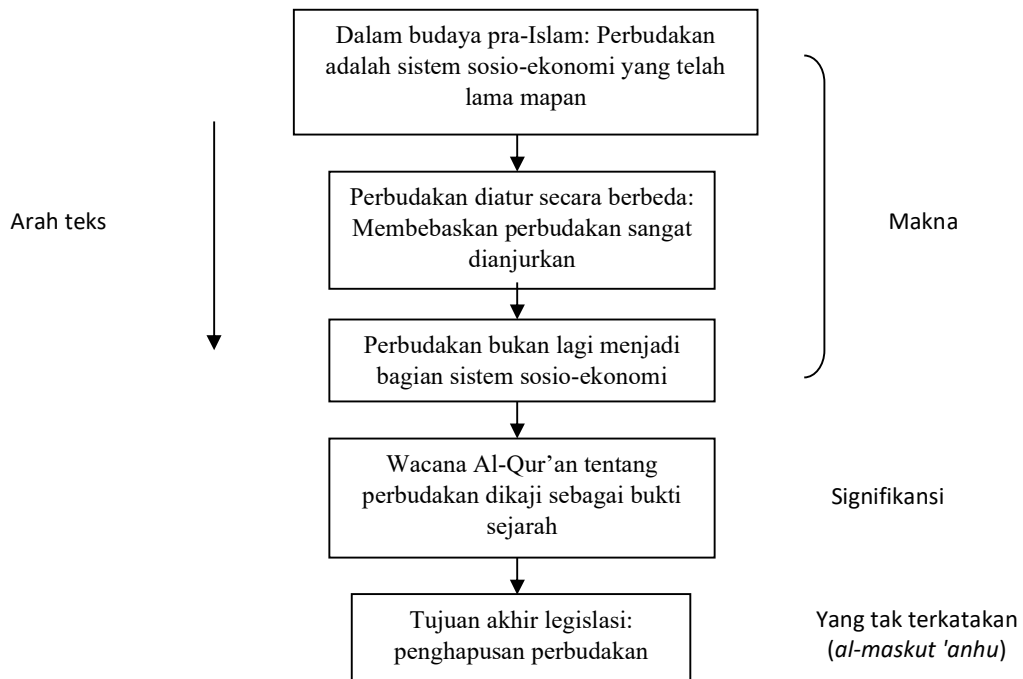 Dalam budaya pra-Islam: Perbudakan
adalah sistem sosio-ekonomi yang telah
lama mapan
Arah teks
Perbudakan diatur secara berbeda:
Membebaskan perbudakan sangat
dianjurkan
Makna
Perbudakan bukan lagi menjadi
bagian sistem sosio-ekonomi
Wacana Al-Qur’an tentang
perbudakan dikaji sebagai bukti
sejarah
Signifikansi
Tujuan akhir legislasi:
penghapusan perbudakan
Yang tak terkatakan
(al-maskut 'anhu)